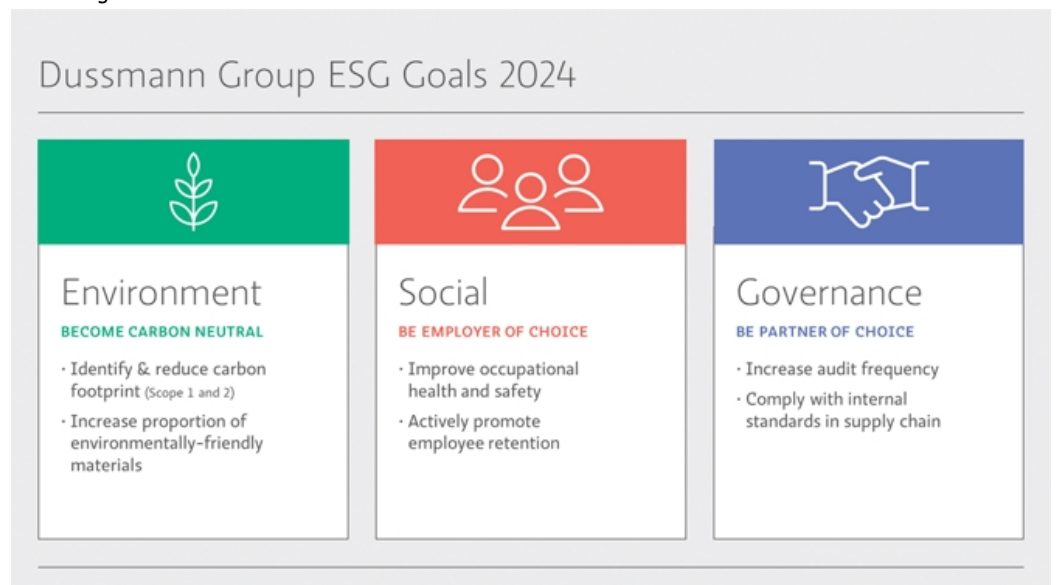 Dussmann Group ESG Goals 2024
Environment
BECOME CARBON NEUTRAL
· Identify & reduce carbon
footprint (Scope 1 and 2)
· Increase proportion of
environmentally-friendly
materials
Social
BE EMPLOYER OF CHOICE
· Improve occupational
health and safety
· Actively promote
employee retention
Governance
BE PARTNER OF CHOICE
· Increase audit frequency
· Comply with internal
standards in supply chain